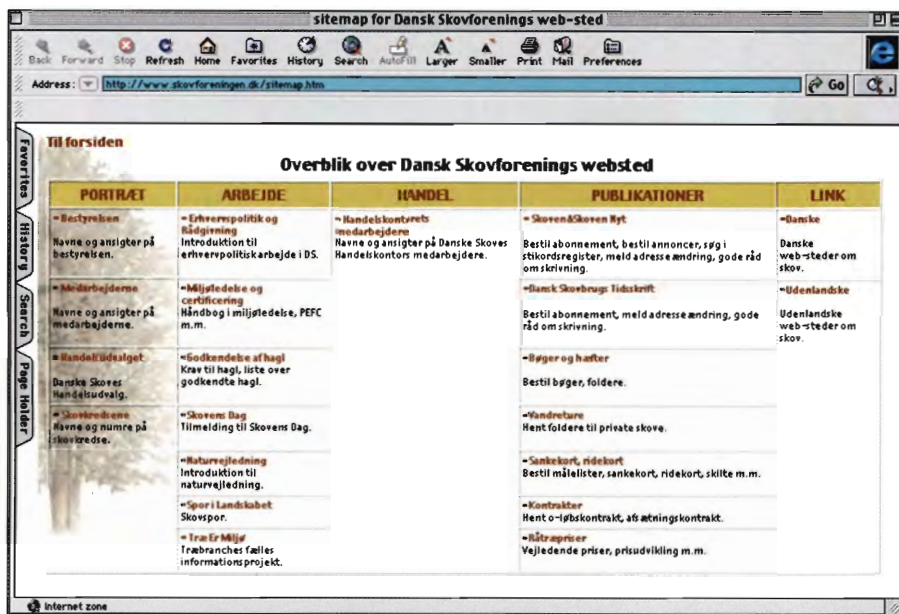 sitemap for Dansk Skovforenings web-sted
Back Forward Stop Refresh Home Favorites History Search AutoFill Larger Smaller Print Mail Preferences
Address: http://www.skovforeningen.dk/sitemap.htm Go
Favorites
History
Search
Page Holder
Til forsiden
Overblik over Dansk Skovforenings websted
PORTRÆT
-Bestyrelsen
Navne og ansigter på
bestyrelsen.
-Medarbejderne
Navne og ansigter på
medarbejderne.
-Handelsudvalget
Danske Skoves
Handelsudvalg.
-Skovkredsene
Navne og numre på
skovkredse.
ARBEJDE
-Erhvervspolitik og
Rådgivning
Introduktion til
erhvervpolitisk arbejde i DS.
-Miljøledelse og
certificering
Håndbog i miljøledelse, PEFC
m.m.
-Godkendelse af hagl
Krav til hagl, liste over
godkendte hagl.
-Skovens Dag
Tilmelding til Skovens Dag.
-Naturvejledning
Introduktion til
naturvejledning.
-Spor i Landskabet
Skovspor.
-Træ Er Miljø
Træbranches fælles
informationsprojekt.
HANDEL
-Handelskontorets
medarbejdere
Navne og ansigter på Danske Skoves
Handelskontors medarbejdere.
PUBLIKATIONER
-Skoven&Skoven Nyt
Bestil abonnement, bestil annoncer, søg i
stikordsregister, meld adresseændring, gode råd
om skrivning.
-Dansk Skovbrugs Tidsskrift
Bestil abonnement, meld adresseændring, gode
råd om skrivning.
-Bøger og hæfter
Bestil bøger, foldere.
-Vandreture
Hent foldere til private skove.
-Sankekort, ridekort
Bestil målelister, sankekort, ridekort, skilte m.m.
-Kontrakter
Hent o-løbskontrakt, afsætningskontrakt.
-Råtræpriser
Vejledende priser, prisudvikling m.m.
LINK
-Danske
Danske
web-steder om
skov.
-Udenlandske
Udenlandske
web-steder om
skov.
Internet zone